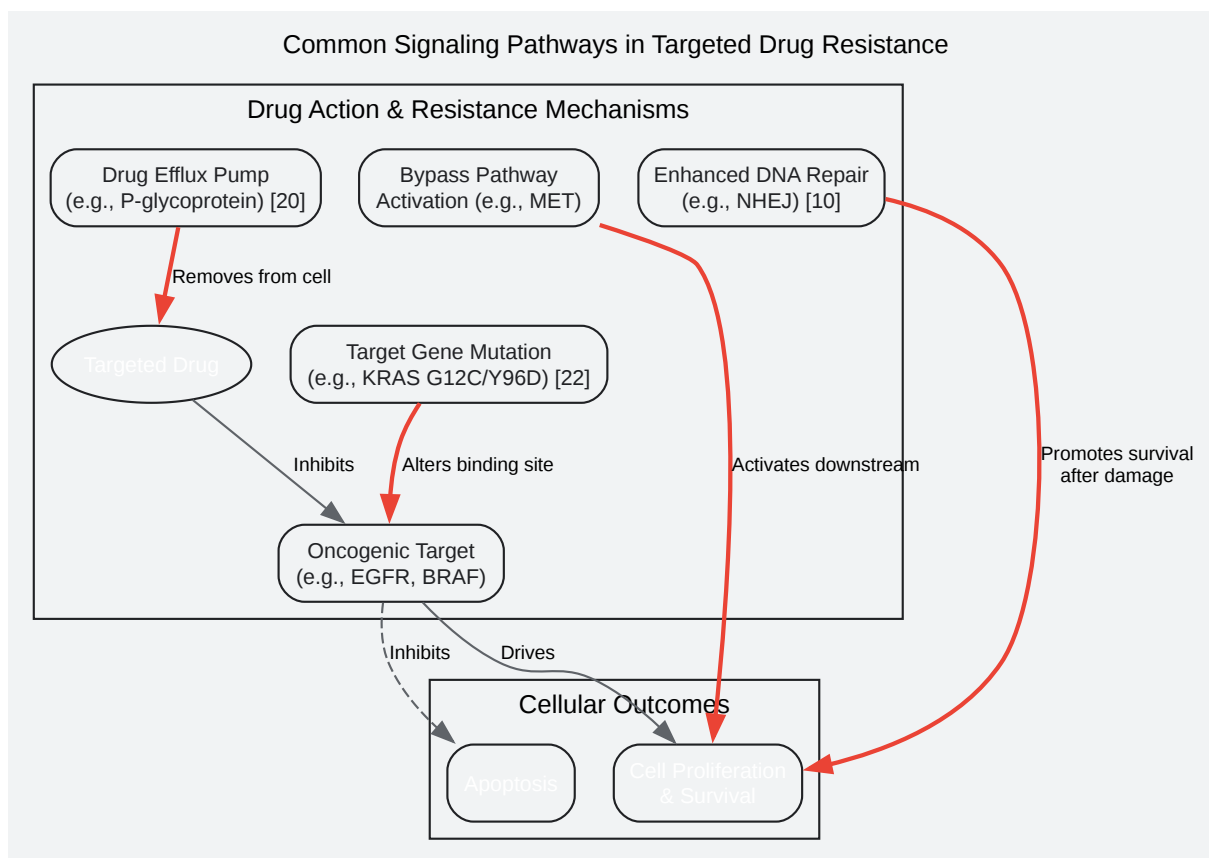 Common Signaling Pathways in Targeted Drug Resistance
Drug Action & Resistance Mechanisms
Drug Efflux Pump
(e.g., P-glycoprotein) [20]
Bypass Pathway
Activation (e.g., MET)
Enhanced DNA Repair
(e.g., NHEJ) [10]
Removes from cell
Targeted Drug
Target Gene Mutation
(e.g., KRAS G12C/Y96D) [22]
Inhibits
Alters binding site
Activates downstream
Promotes survival
after damage
Oncogenic Target
(e.g., EGFR, BRAF)
Inhibits
Drives
Cellular Outcomes
Apoptosis
Cell Proliferation
& Survival